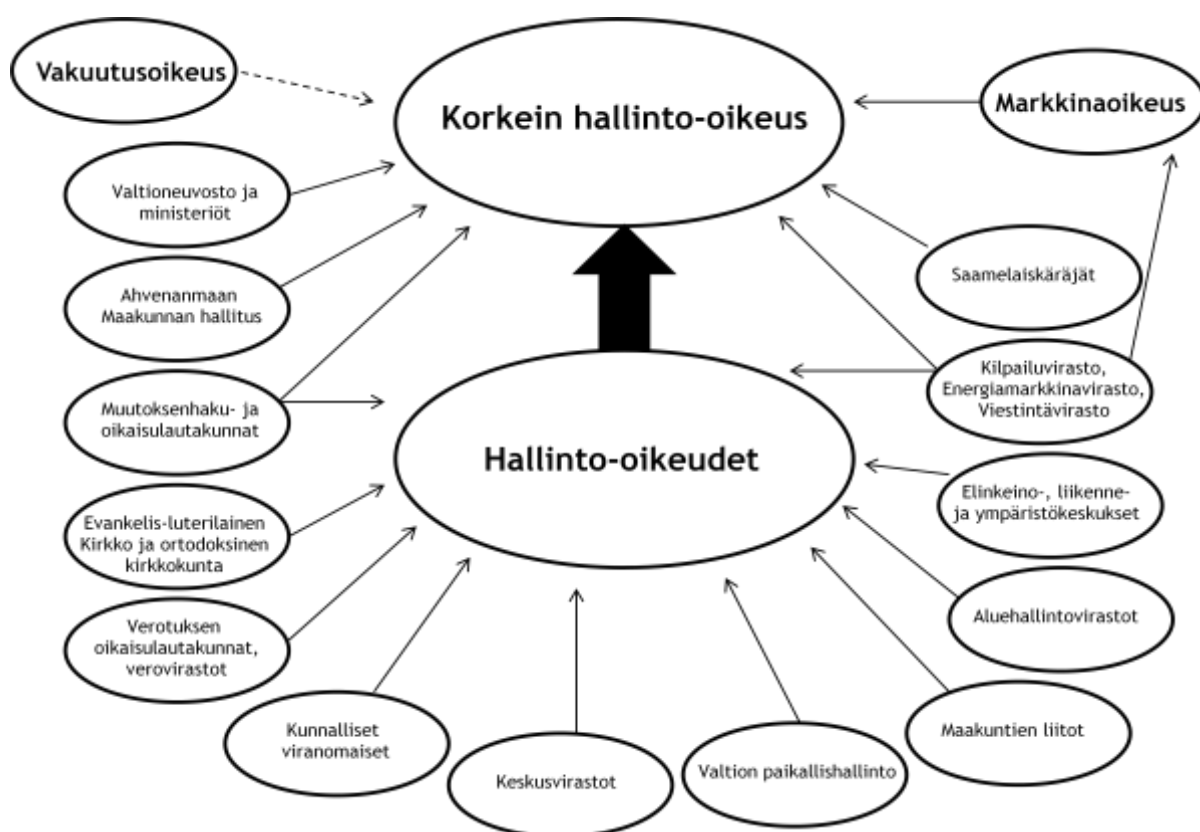 Vakuutusoikeus
Korkein hallinto-oikeus
Markkinaoikeus
Valtioneuvosto ja
ministeriöt
Saamelaiskäräjät
Ahvenanmaan
Maakunnan hallitus
Kilpailuvirasto,
Energiamarkkinavirasto,
Viestintävirasto
Muutoksenhaku- ja
oikaisulautakunnat
Hallinto-oikeudet
Elinkeino-, liikenne-
ja ympäristökeskukset
Evankelis-luterilainen
Kirkko ja ortodoksinen
kirkkokunta
Aluehallintovirastot
Verotuksen
oikaisulautakunnat,
verovirastot
Kunnalliset
viranomaiset
Maakuntien liitot
Keskusvirastot
Valtion paikallishallinto